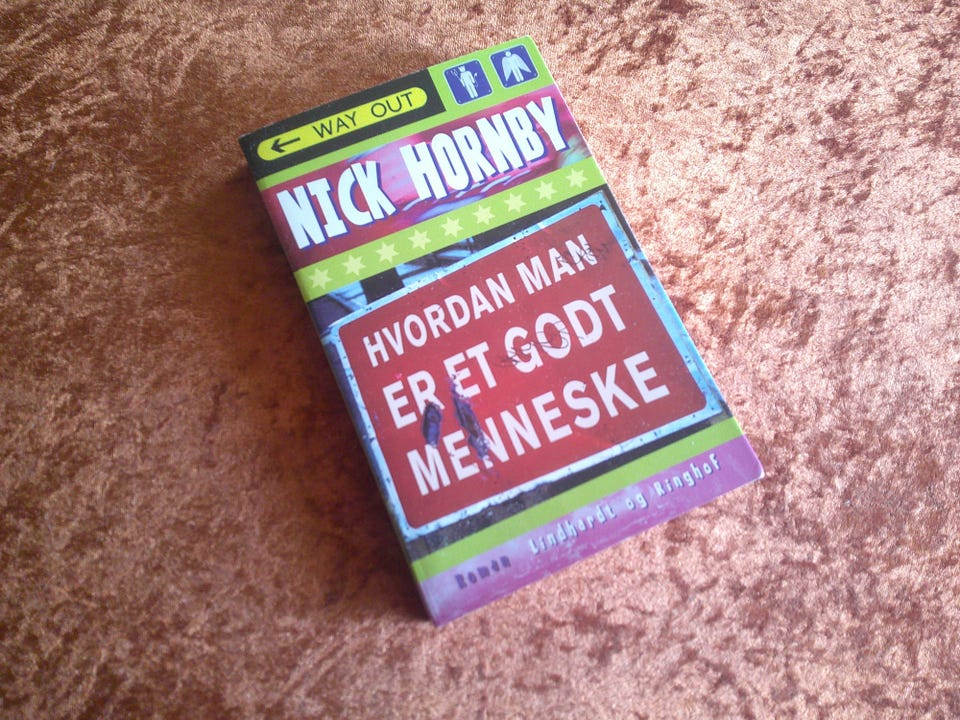 ← WAY OUT
NICK HORNBY
HVORDAN MAN
ER ET GODT
MENNESKE
Roman Lindhardt og Ringhof